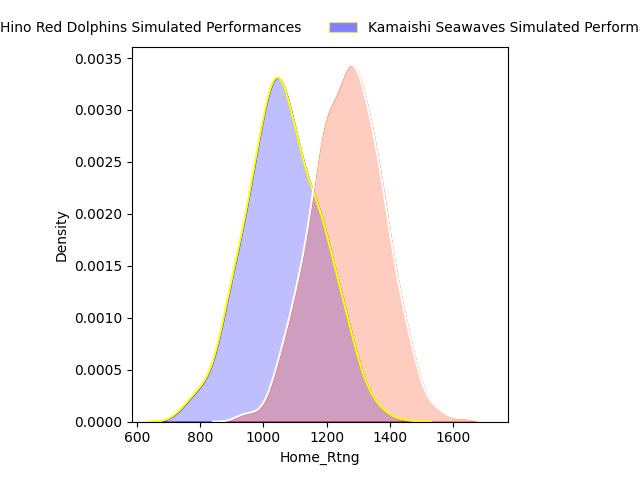 Hino Red Dolphins Simulated Performances
Kamaishi Seawaves Simulated Perform
0.0035
0.0030
0.0025
0.0020
0.0015
0.0010
0.0005
0.0000
Density
600 800 1000 1200 1400 1600
Home_Rtng